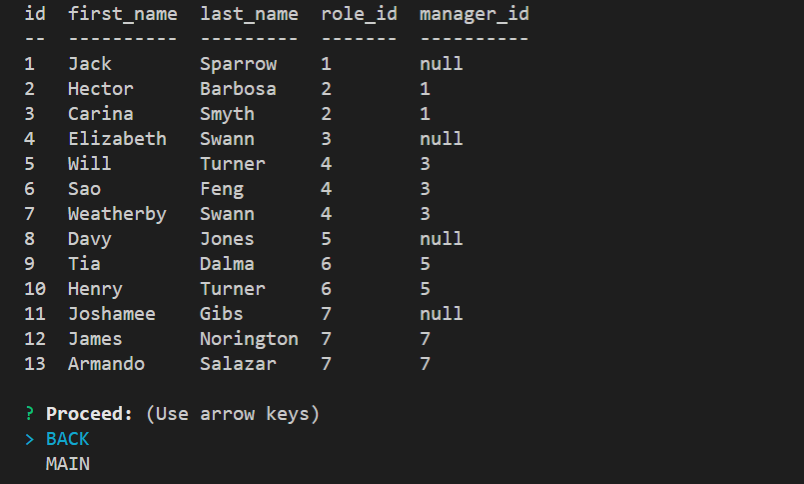 id  first_name  last_name  role_id  manager_id
--  ----------  ---------  -------  ----------
1   Jack        Sparrow    1        null
2   Hector      Barbosa    2        1
3   Carina      Smyth      2        1
4   Elizabeth   Swann      3        null
5   Will        Turner     4        3
6   Sao         Feng       4        3
7   Weatherby   Swann      4        3
8   Davy        Jones      5        null
9   Tia         Dalma      6        5
10  Henry       Turner     6        5
11  Joshamee    Gibs       7        null
12  James       Norington  7        7
13  Armando     Salazar    7        7
? Proceed: (Use arrow keys)
> BACK
  MAIN